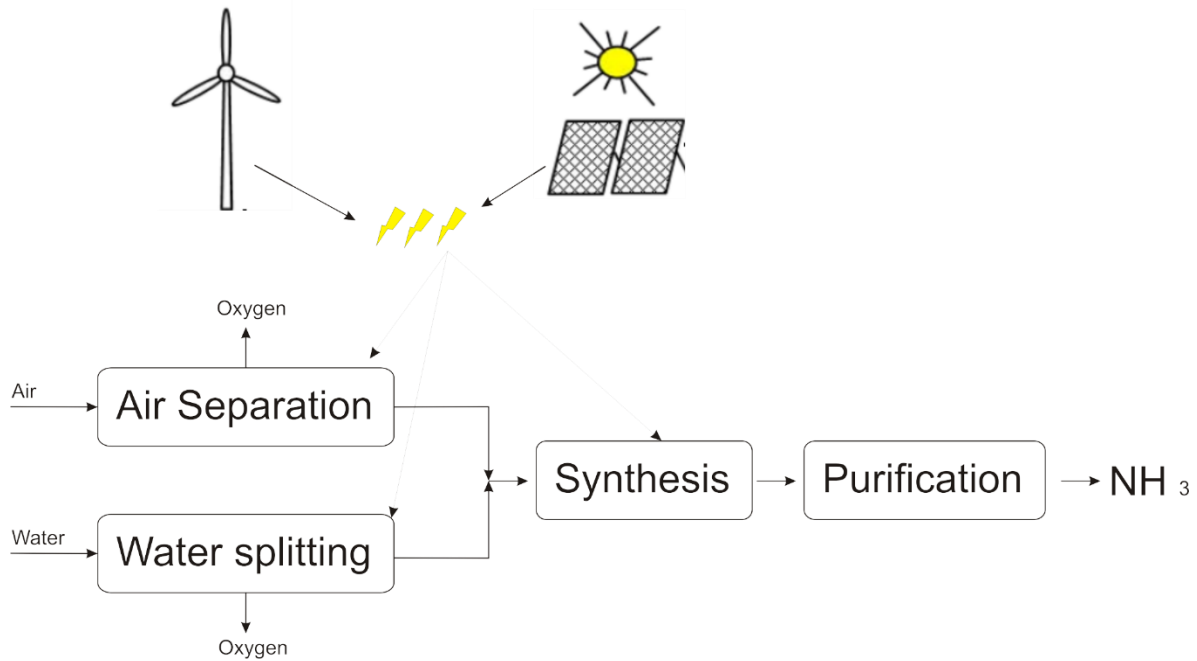 Oxygen
Air
Air Separation
Synthesis
Purification
NH 3
Water
Water splitting
Oxygen